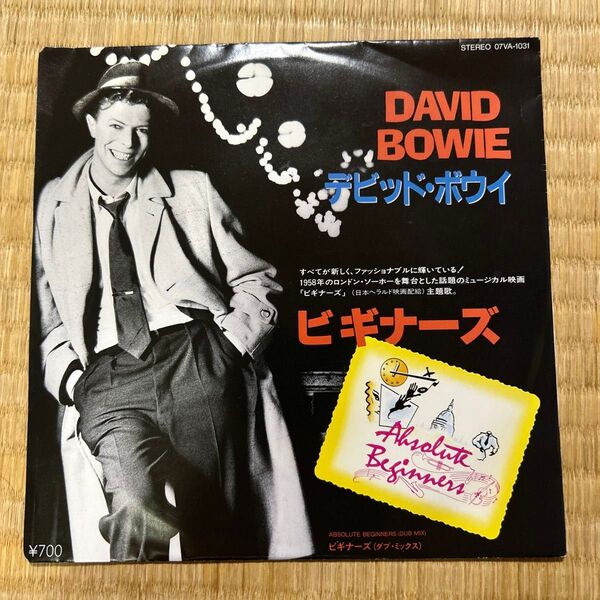 STEREO 07VA-1031
DAVID
BOWIE
デビッド・ボウイ
すべてが新しく、ファッショナブルに輝いている!
1958年のロンドン・ソーホーを舞台とした話題のミュージカル映画
「ビギナーズ」(日本ヘラルド映画配給)主題歌。
ビギナーズ
Absolute
Beginners
ABSOLUTE BEGINNERS (DUB MIX)
ビギナーズ(ダブ・ミックス)
¥700